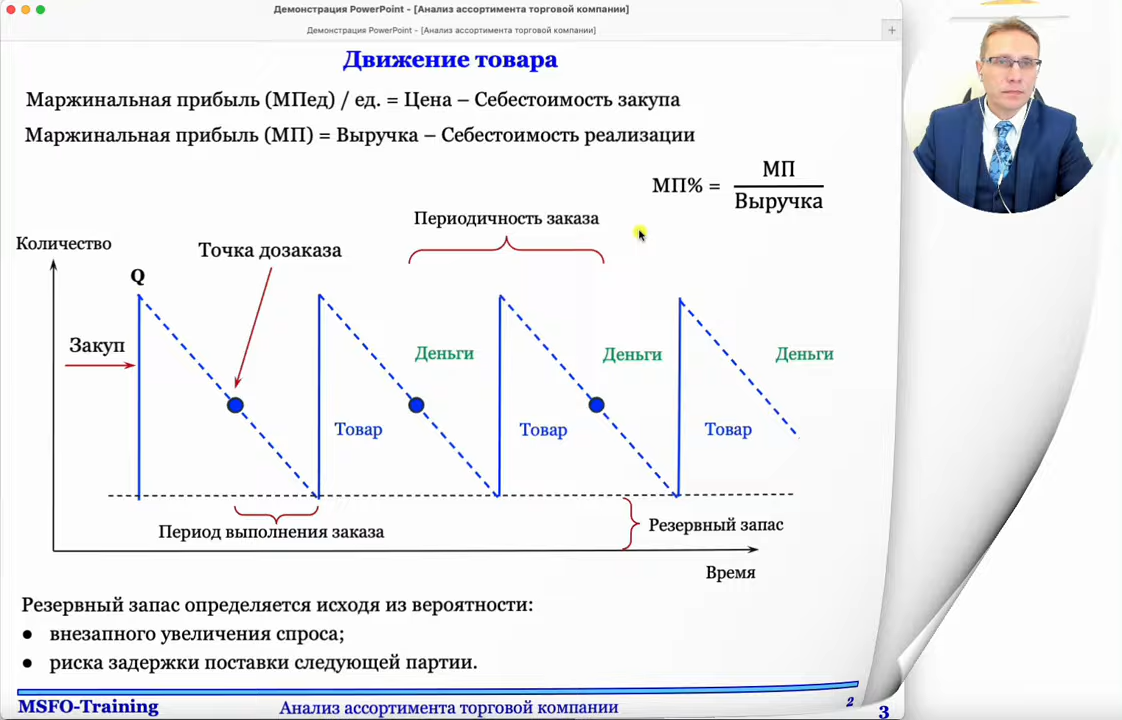 Демонстрация PowerPoint - [Анализ ассортимента торговой компании]
Демонстрация PowerPoint - [Анализ ассортимента торговой компании]
+
Движение товара
Маржинальная прибыль (МПед) / ед. = Цена – Себестоимость закупа
Маржинальная прибыль (МП) = Выручка – Себестоимость реализации
МП% = МП
Выручка
Периодичность заказа
Количество
Точка дозаказа
Q
Закуп
Деньги
Деньги
Деньги
Товар
Товар
Товар
Период выполнения заказа
Резервный запас
Время
Резервный запас определяется исходя из вероятности:
● внезапного увеличения спроса;
● риска задержки поставки следующей партии.
MSFO-Training
Анализ ассортимента торговой компании
2
3